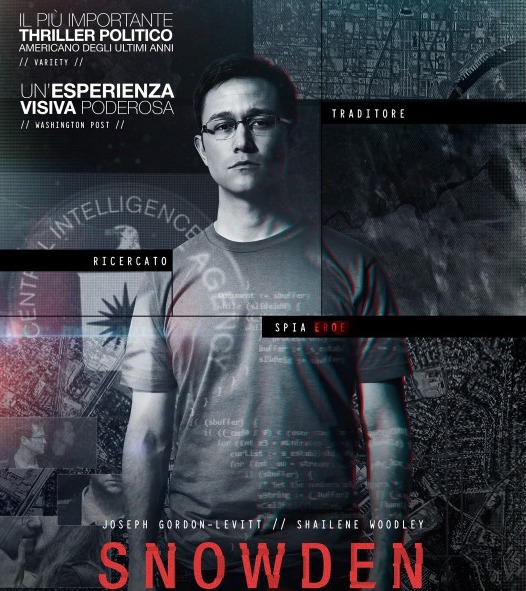 IL PIÙ IMPORTANTE
THRILLER POLITICO
AMERICANO DEGLI ULTIMI ANNI
// VARIETY //
UN'ESPERIENZA
VISIVA PODEROSA
// WASHINGTON POST //
TRADITORE
CENTRAL INTELLIGENCE AGENCY
RICERCATO
SPIA EROE
JOSEPH GORDON-LEVITT // SHAILENE WOODLEY
SNOWDEN